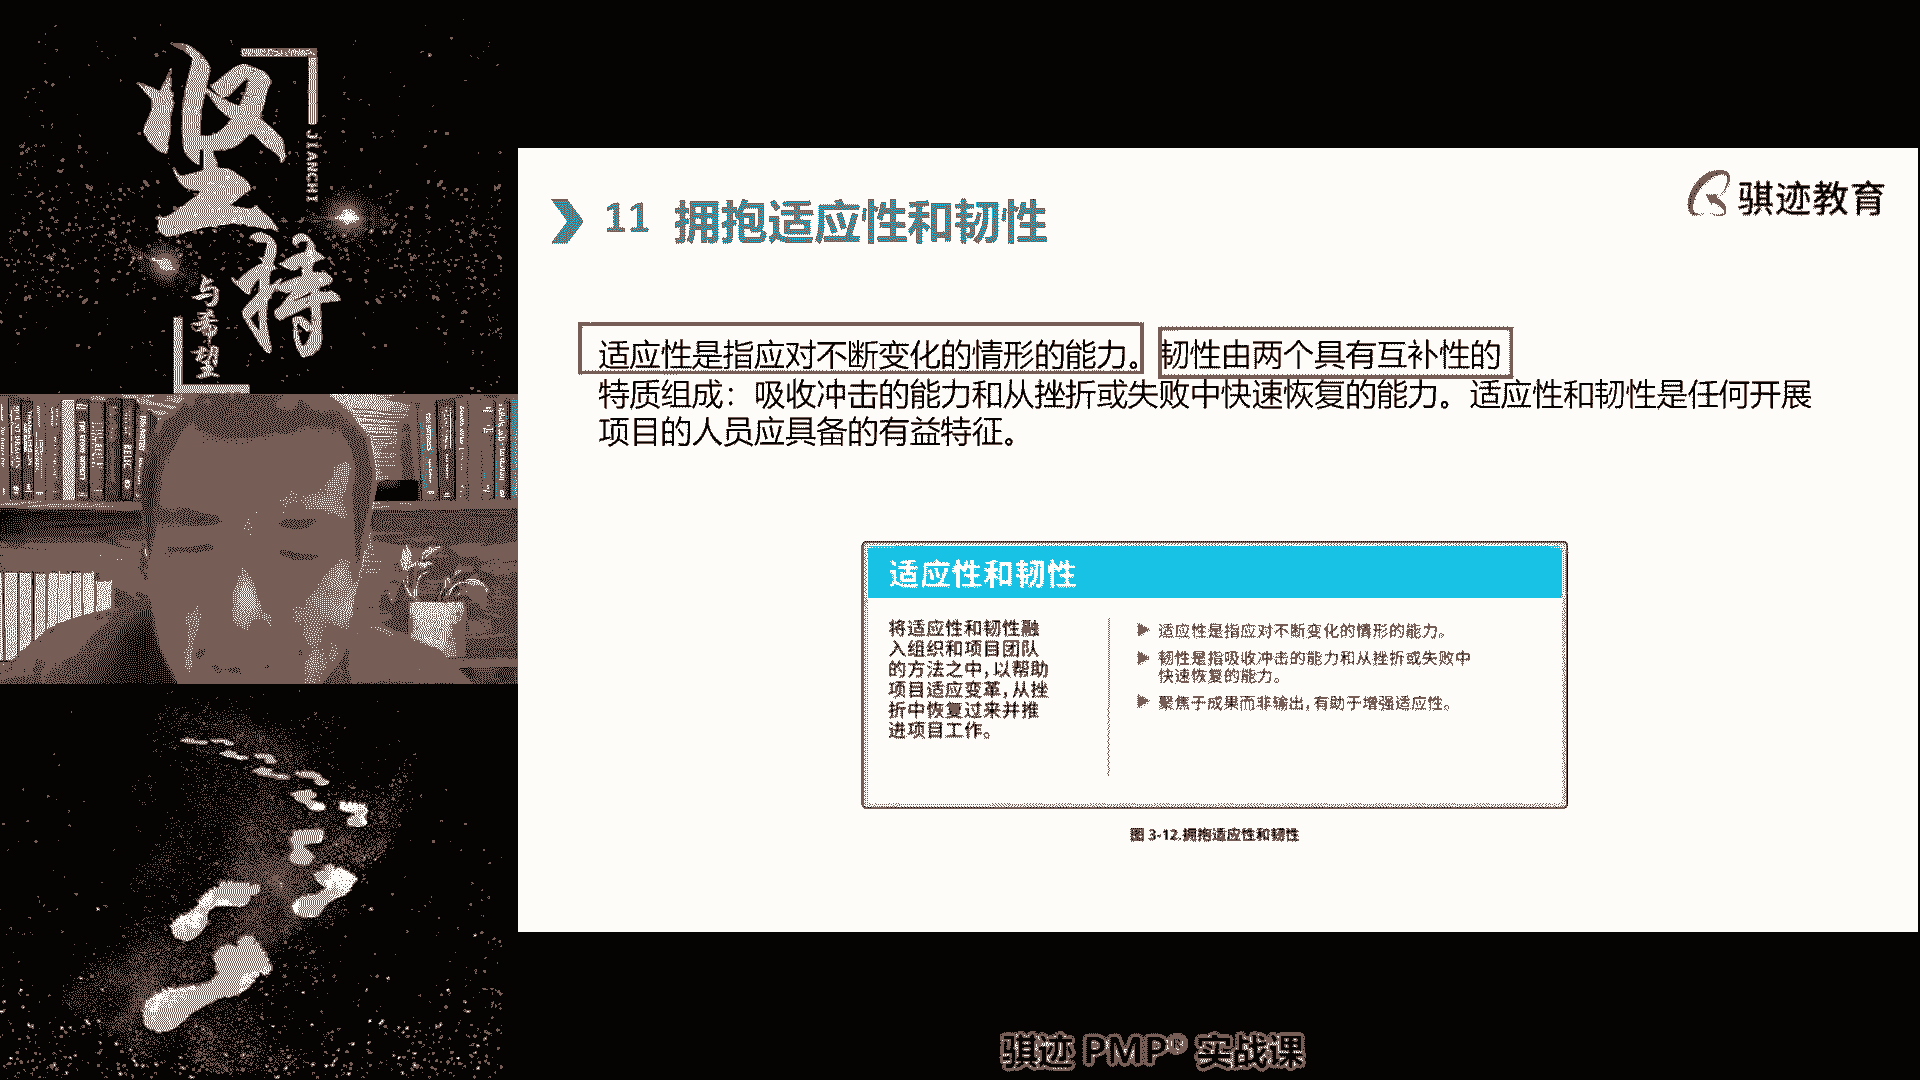 坚持
JIANCHI
与希望
骐迹教育
11 拥抱适应性和韧性
适应性是指应对不断变化的情形的能力。韧性由两个具有互补性的
特质组成：吸收冲击的能力和从挫折或失败中快速恢复的能力。适应性和韧性是任何开展
项目的人员应具备的有益特征。
适应性和韧性
将适应性和韧性融
入组织和项目团队
的方法之中，以帮助
项目适应变革，从挫
折中恢复过来并推
进项目工作。
适应性是指应对不断变化的情形的能力。
韧性是指吸收冲击的能力和从挫折或失败中
快速恢复的能力。
聚焦于成果而非输出，有助于增强适应性。
图 3-12.拥抱适应性和韧性
骐迹 PMP® 实战课